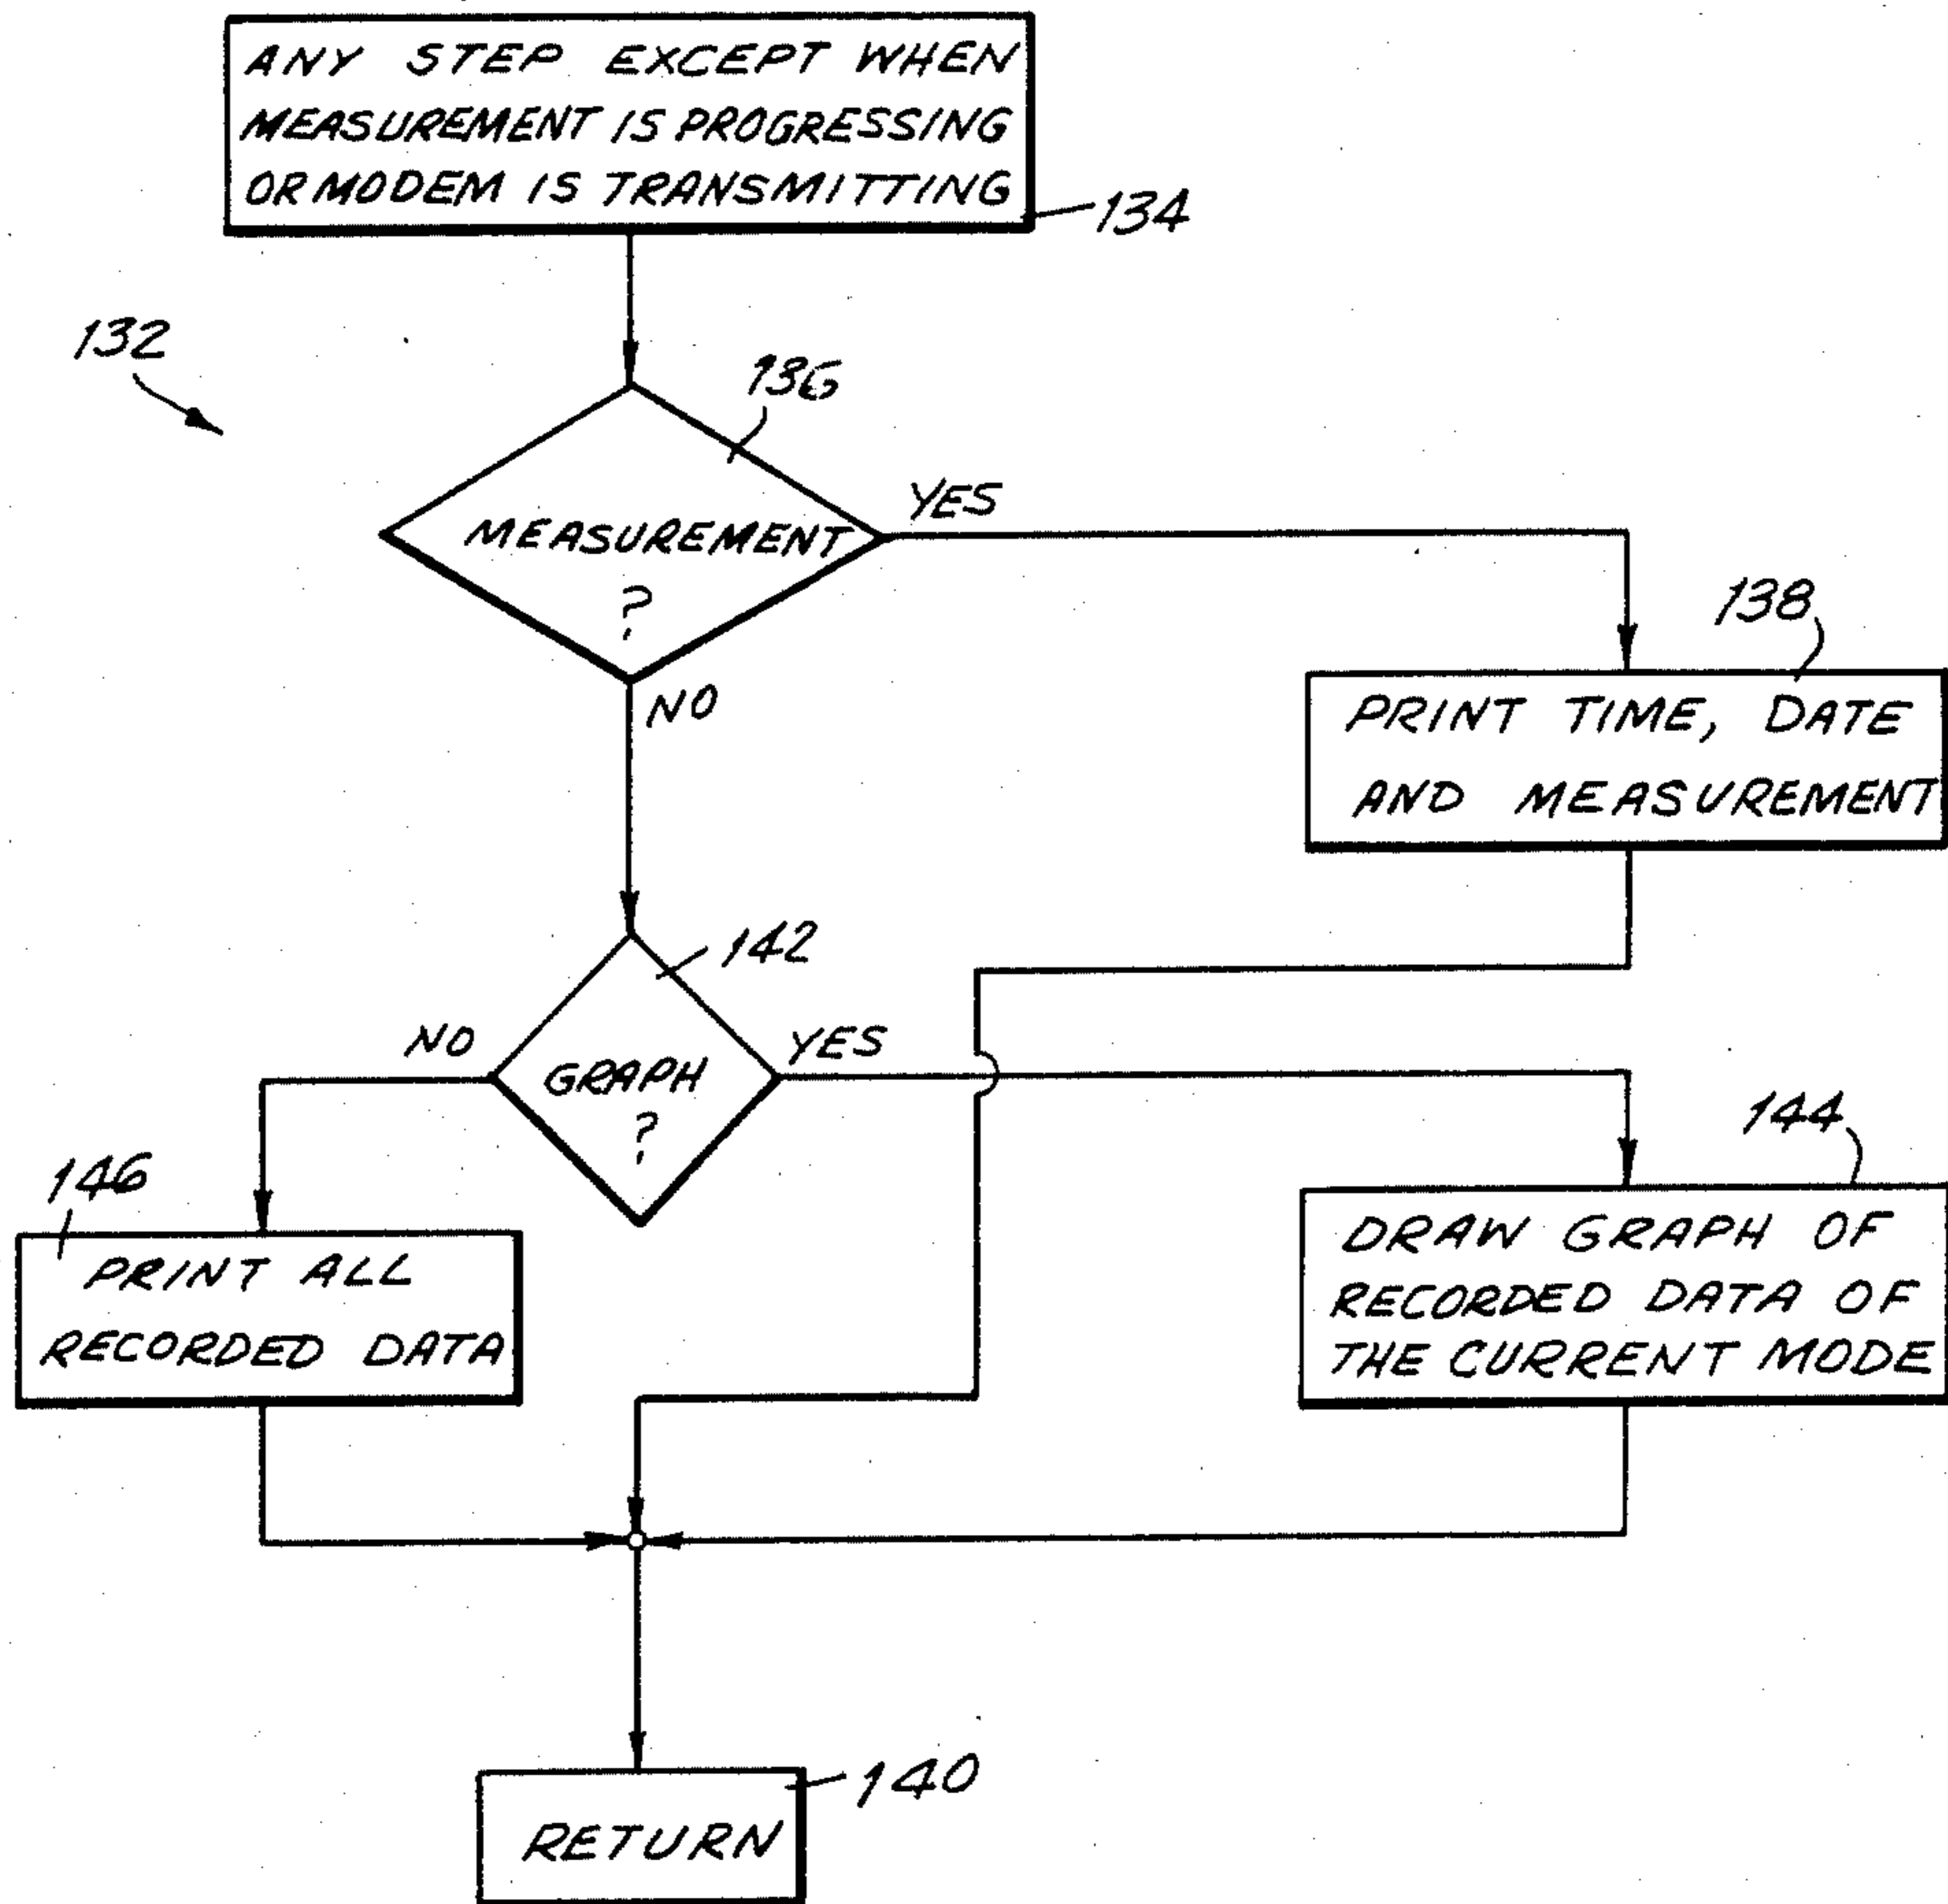 ANY STEP EXCEPT WHEN
MEASUREMENT IS PROGRESSING
OR MODEM IS TRANSMITTING
134
132
136
YES
MEASUREMENT
?
138
NO
PRINT TIME, DATE
AND MEASUREMENT
142
NO
YES
GRAPH
?
144
146
PRINT ALL
RECORDED DATA
DRAW GRAPH OF
RECORDED DATA OF
THE CURRENT MODE
140
RETURN